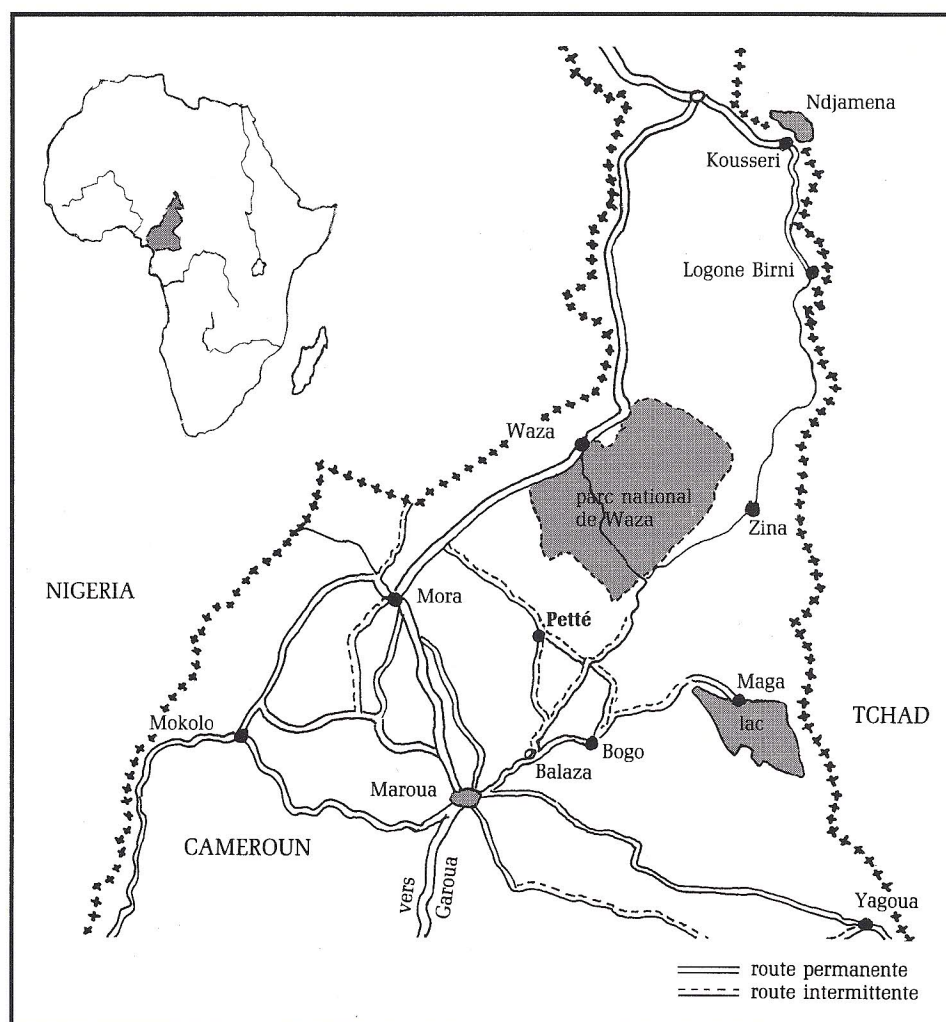 Ndjamena
Kousseri
Logone Birni
Waza
parc national
de Waza
Zina
NIGERIA
Mora
Petté
Maga
lac
TCHAD
Mokolo
Bogo
Balaza
Maroua
CAMEROUN
vers
Garoua
Yagoua
route permanente
route intermittente